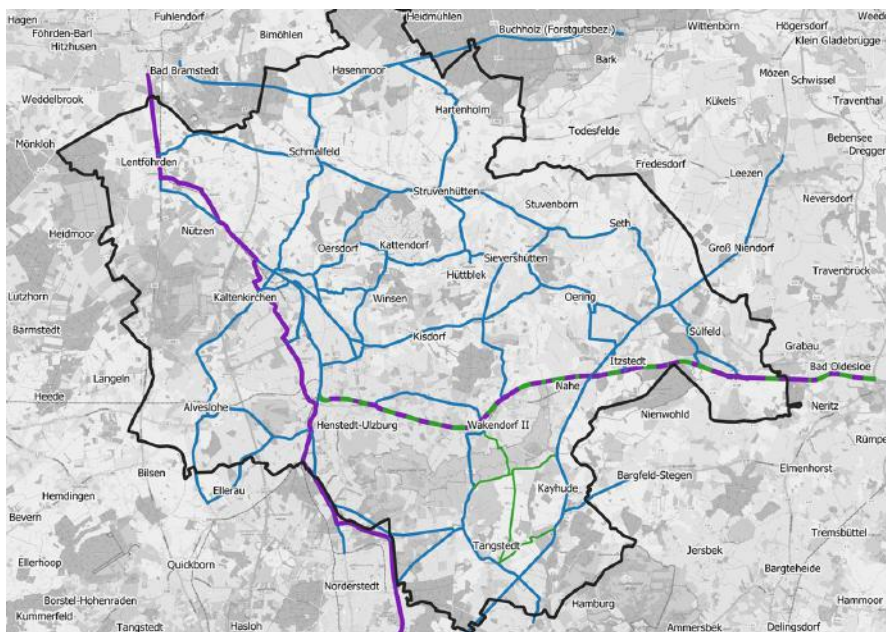 Hagen
Fuhlendorf
Heidmühlen
Weede
Föhrden-Barl
Bimöhlen
Buchholz (Forstgutsbez.)
Wittenborn
Högersdorf
Hitzhusen
Klein Gladebrügge
Bark
Bad Bramstedt
Hasenmoor
Mözen
Schwissel
Weddelbrook
Hartenholm
Kükels
Traventhal
Todesfelde
Bebensee
Mönkloh
Dreggers
Lentföhrden
Schmalfeld
Fredesdorf
Leezen
Struvenhütten
Stuvenborn
Neversdorf
Heidmoor
Nützen
Seth
Oersdorf
Kattendorf
Groß Niendorf
Sievershütten
Hüttblek
Travenbrück
Lutzhorn
Kaltenkirchen
Winsen
Oering
Barmstedt
Kisdorf
Sülfeld
Grabau
Itzstedt
Bad Oldesloe
Langeln
Nahe
Heede
Alveslohe
Neritz
Nienwohld
Henstedt-Ulzburg
Wakendorf II
Rümpe
Bilsen
Elmenhorst
Bargfeld-Stegen
Hemdingen
Ellerau
Kayhude
Bevern
Tremsbüttel
Tangstedt
Jersbek
Ellerhoop
Quickborn
Bargteheide
Norderstedt
Borstel-Hohenraden
Hamburg
Hammoor
Kummerfeld
Tangstedt
Hasloh
Ammersbek
Delingsdorf